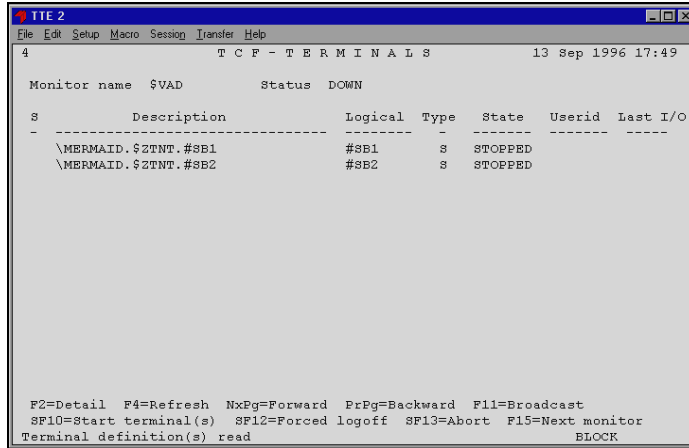 TTE 2
File Edit Setup Macro Session Transfer Help
4 T C F - T E R M I N A L S 13 Sep 1996 17:49
Monitor name $VAD Status DOWN
S Description Logical Type State Userid Last I/O
- -------------------------------- -------- - ------- ------- -----
\MERMAID.$ZTNT.#SB1 #SB1 S STOPPED
\MERMAID.$ZTNT.#SB2 #SB2 S STOPPED
F2=Detail F4=Refresh NxPg=Forward PrPg=Backward F11=Broadcast
SF10=Start terminal(s) SF12=Forced logoff SF13=Abort F15=Next monitor
Terminal definition(s) read BLOCK